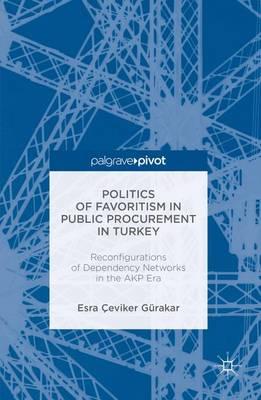 palgrave▸pivot
POLITICS
OF FAVORITISM IN
PUBLIC PROCUREMENT
IN TURKEY
Reconfigurations
of Dependency Networks
in the AKP Era
Esra Çeviker Gürakar